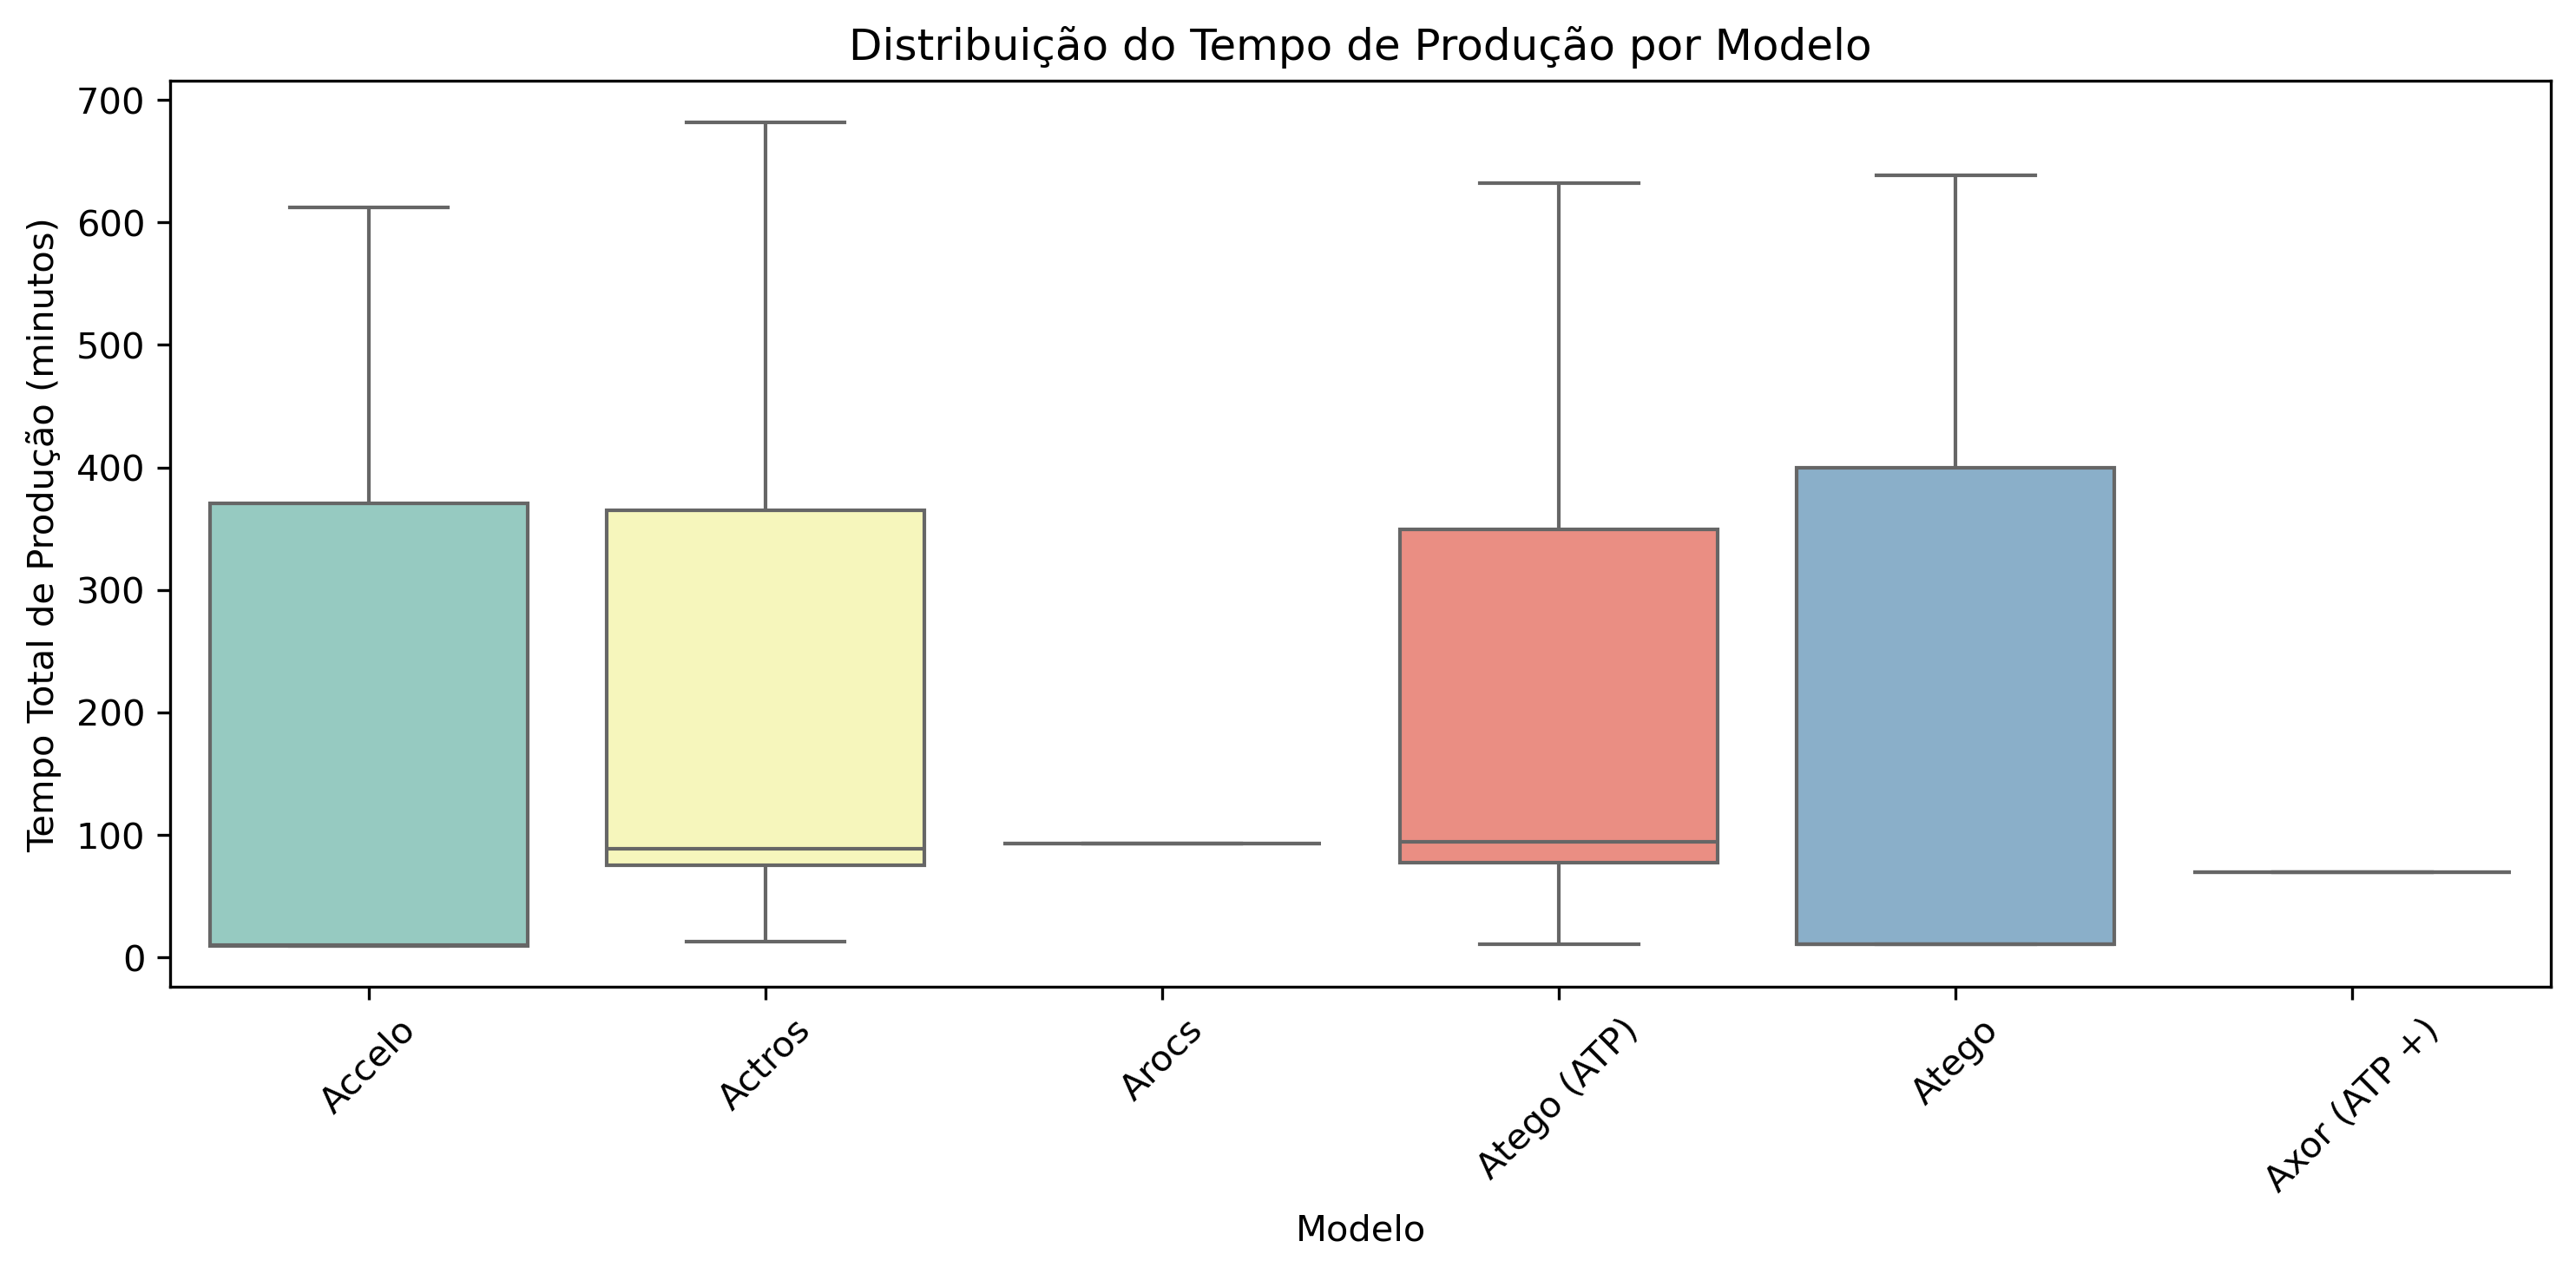 Distribuição do Tempo de Produção por Modelo
Tempo Total de Produção (minutos)
700
600
500
400
300
200
100
0
Accelo
Actros
Arocs
Atego (ATP)
Atego
Axor (ATP +)
Modelo